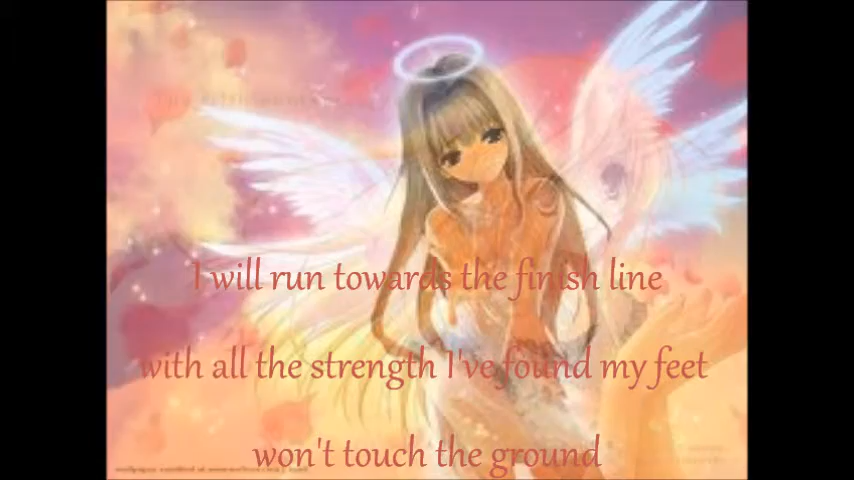 I will run towards the finish line
with all the strength I've found my feet
won't touch the ground